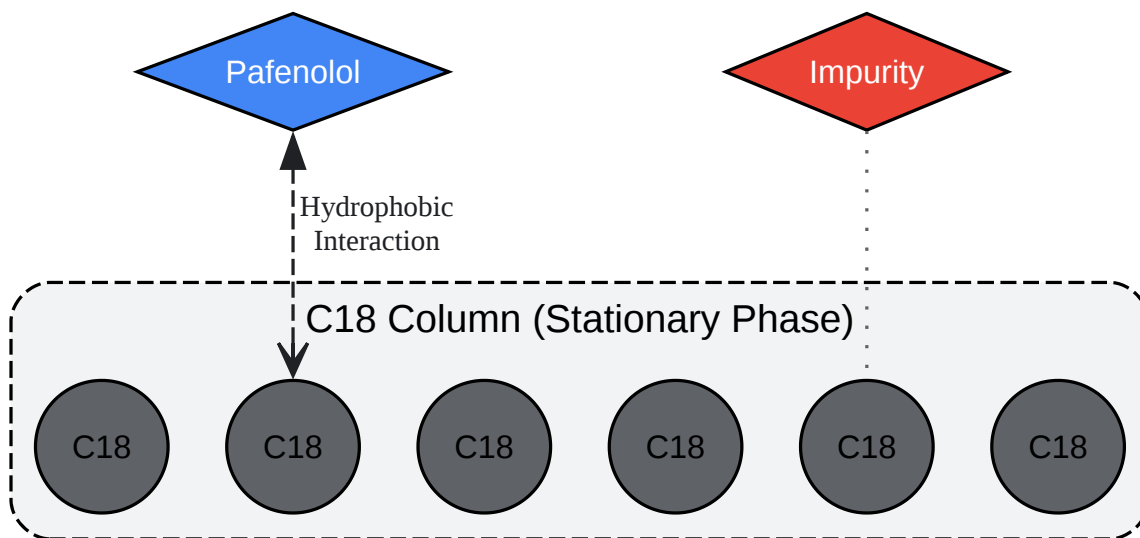 Pafenolol
Impurity
Hydrophobic
Interaction
C18 Column (Stationary Phase)
C18
C18
C18
C18
C18
C18